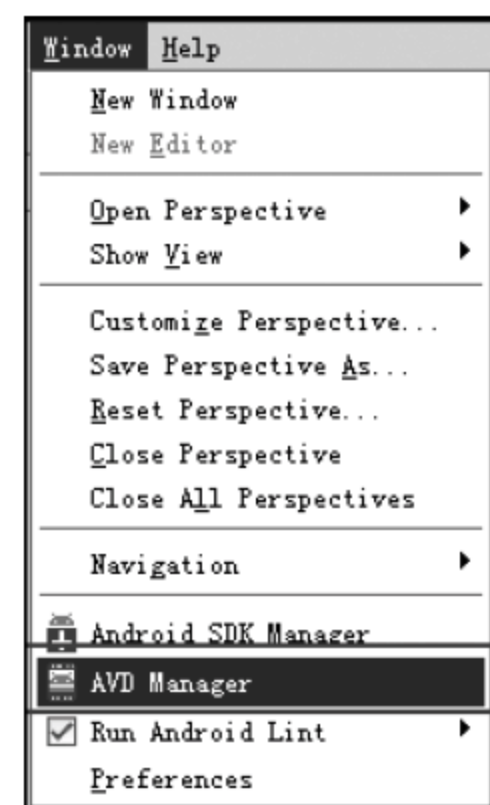 Window Help
New Window
New Editor
Open Perspective
Show View
Customize Perspective...
Save Perspective As...
Reset Perspective...
Close Perspective
Close All Perspectives
Navigation
Android SDK Manager
AVD Manager
Run Android Lint
Preferences